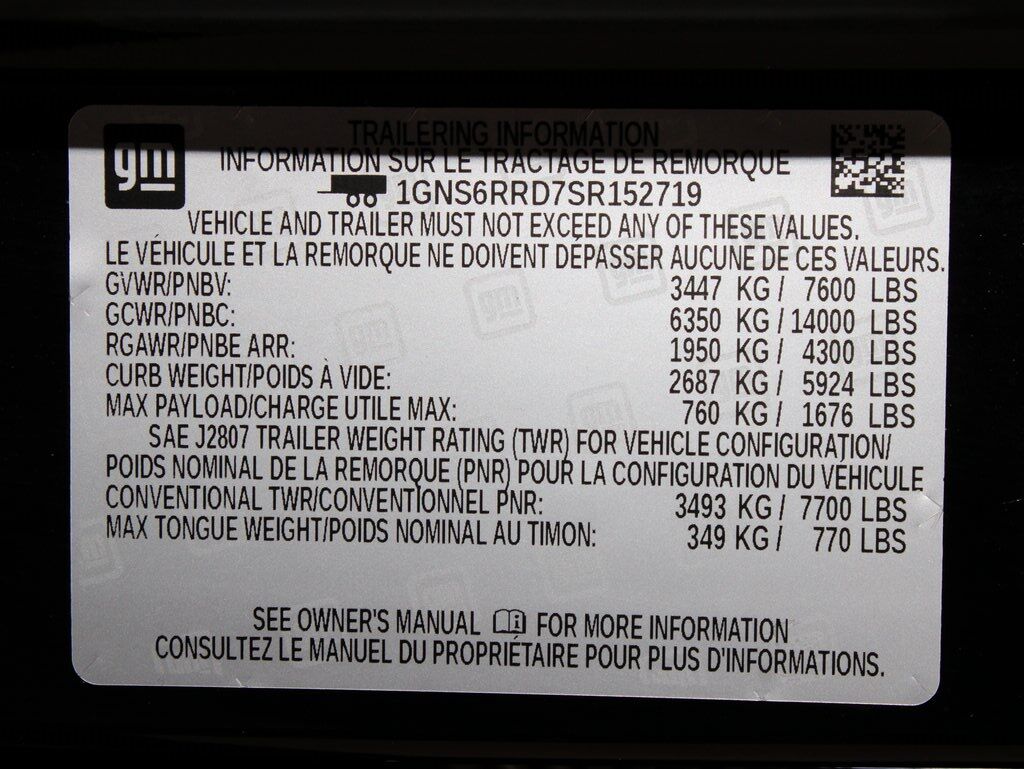 gm
TRAILERING INFORMATION
INFORMATION SUR LE TRACTAGE DE REMORQUE
1GNS6RRD7SR152719
VEHICLE AND TRAILER MUST NOT EXCEED ANY OF THESE VALUES.
LE VÉHICULE ET LA REMORQUE NE DOIVENT DÉPASSER AUCUNE DE CES VALEURS.
GVWR/PNBV: 3447 KG / 7600 LBS
GCWR/PNBC: 6350 KG / 14000 LBS
RGAWR/PNBE ARR: 1950 KG / 4300 LBS
CURB WEIGHT/POIDS À VIDE: 2687 KG / 5924 LBS
MAX PAYLOAD/CHARGE UTILE MAX: 760 KG / 1676 LBS
SAE J2807 TRAILER WEIGHT RATING (TWR) FOR VEHICLE CONFIGURATION/
POIDS NOMINAL DE LA REMORQUE (PNR) POUR LA CONFIGURATION DU VÉHICULE
CONVENTIONAL TWR/CONVENTIONNEL PNR: 3493 KG / 7700 LBS
MAX TONGUE WEIGHT/POIDS NOMINAL AU TIMON: 349 KG / 770 LBS
SEE OWNER'S MANUAL FOR MORE INFORMATION
CONSULTEZ LE MANUEL DU PROPRIÉTAIRE POUR PLUS D'INFORMATIONS.